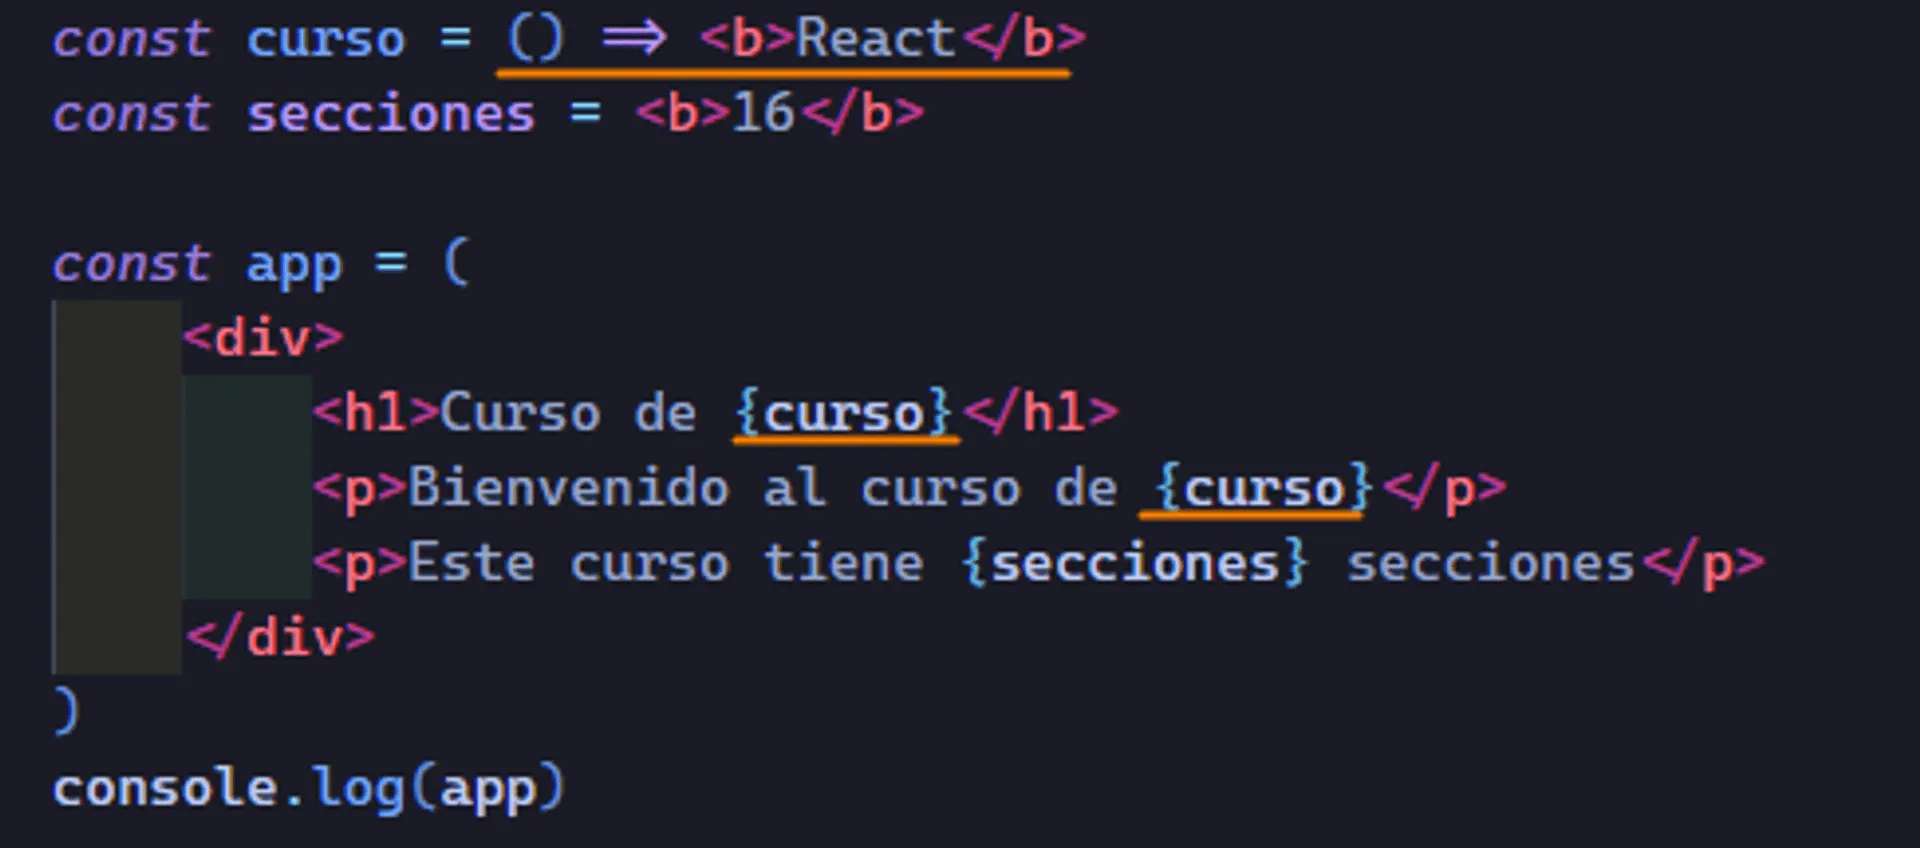 const curso = () => <b>React</b>
const secciones = <b>16</b>
const app = (
<div>
<h1>Curso de {curso}</h1>
<p>Bienvenido al curso de {curso}</p>
<p>Este curso tiene {secciones} secciones</p>
</div>
)
console.log(app)